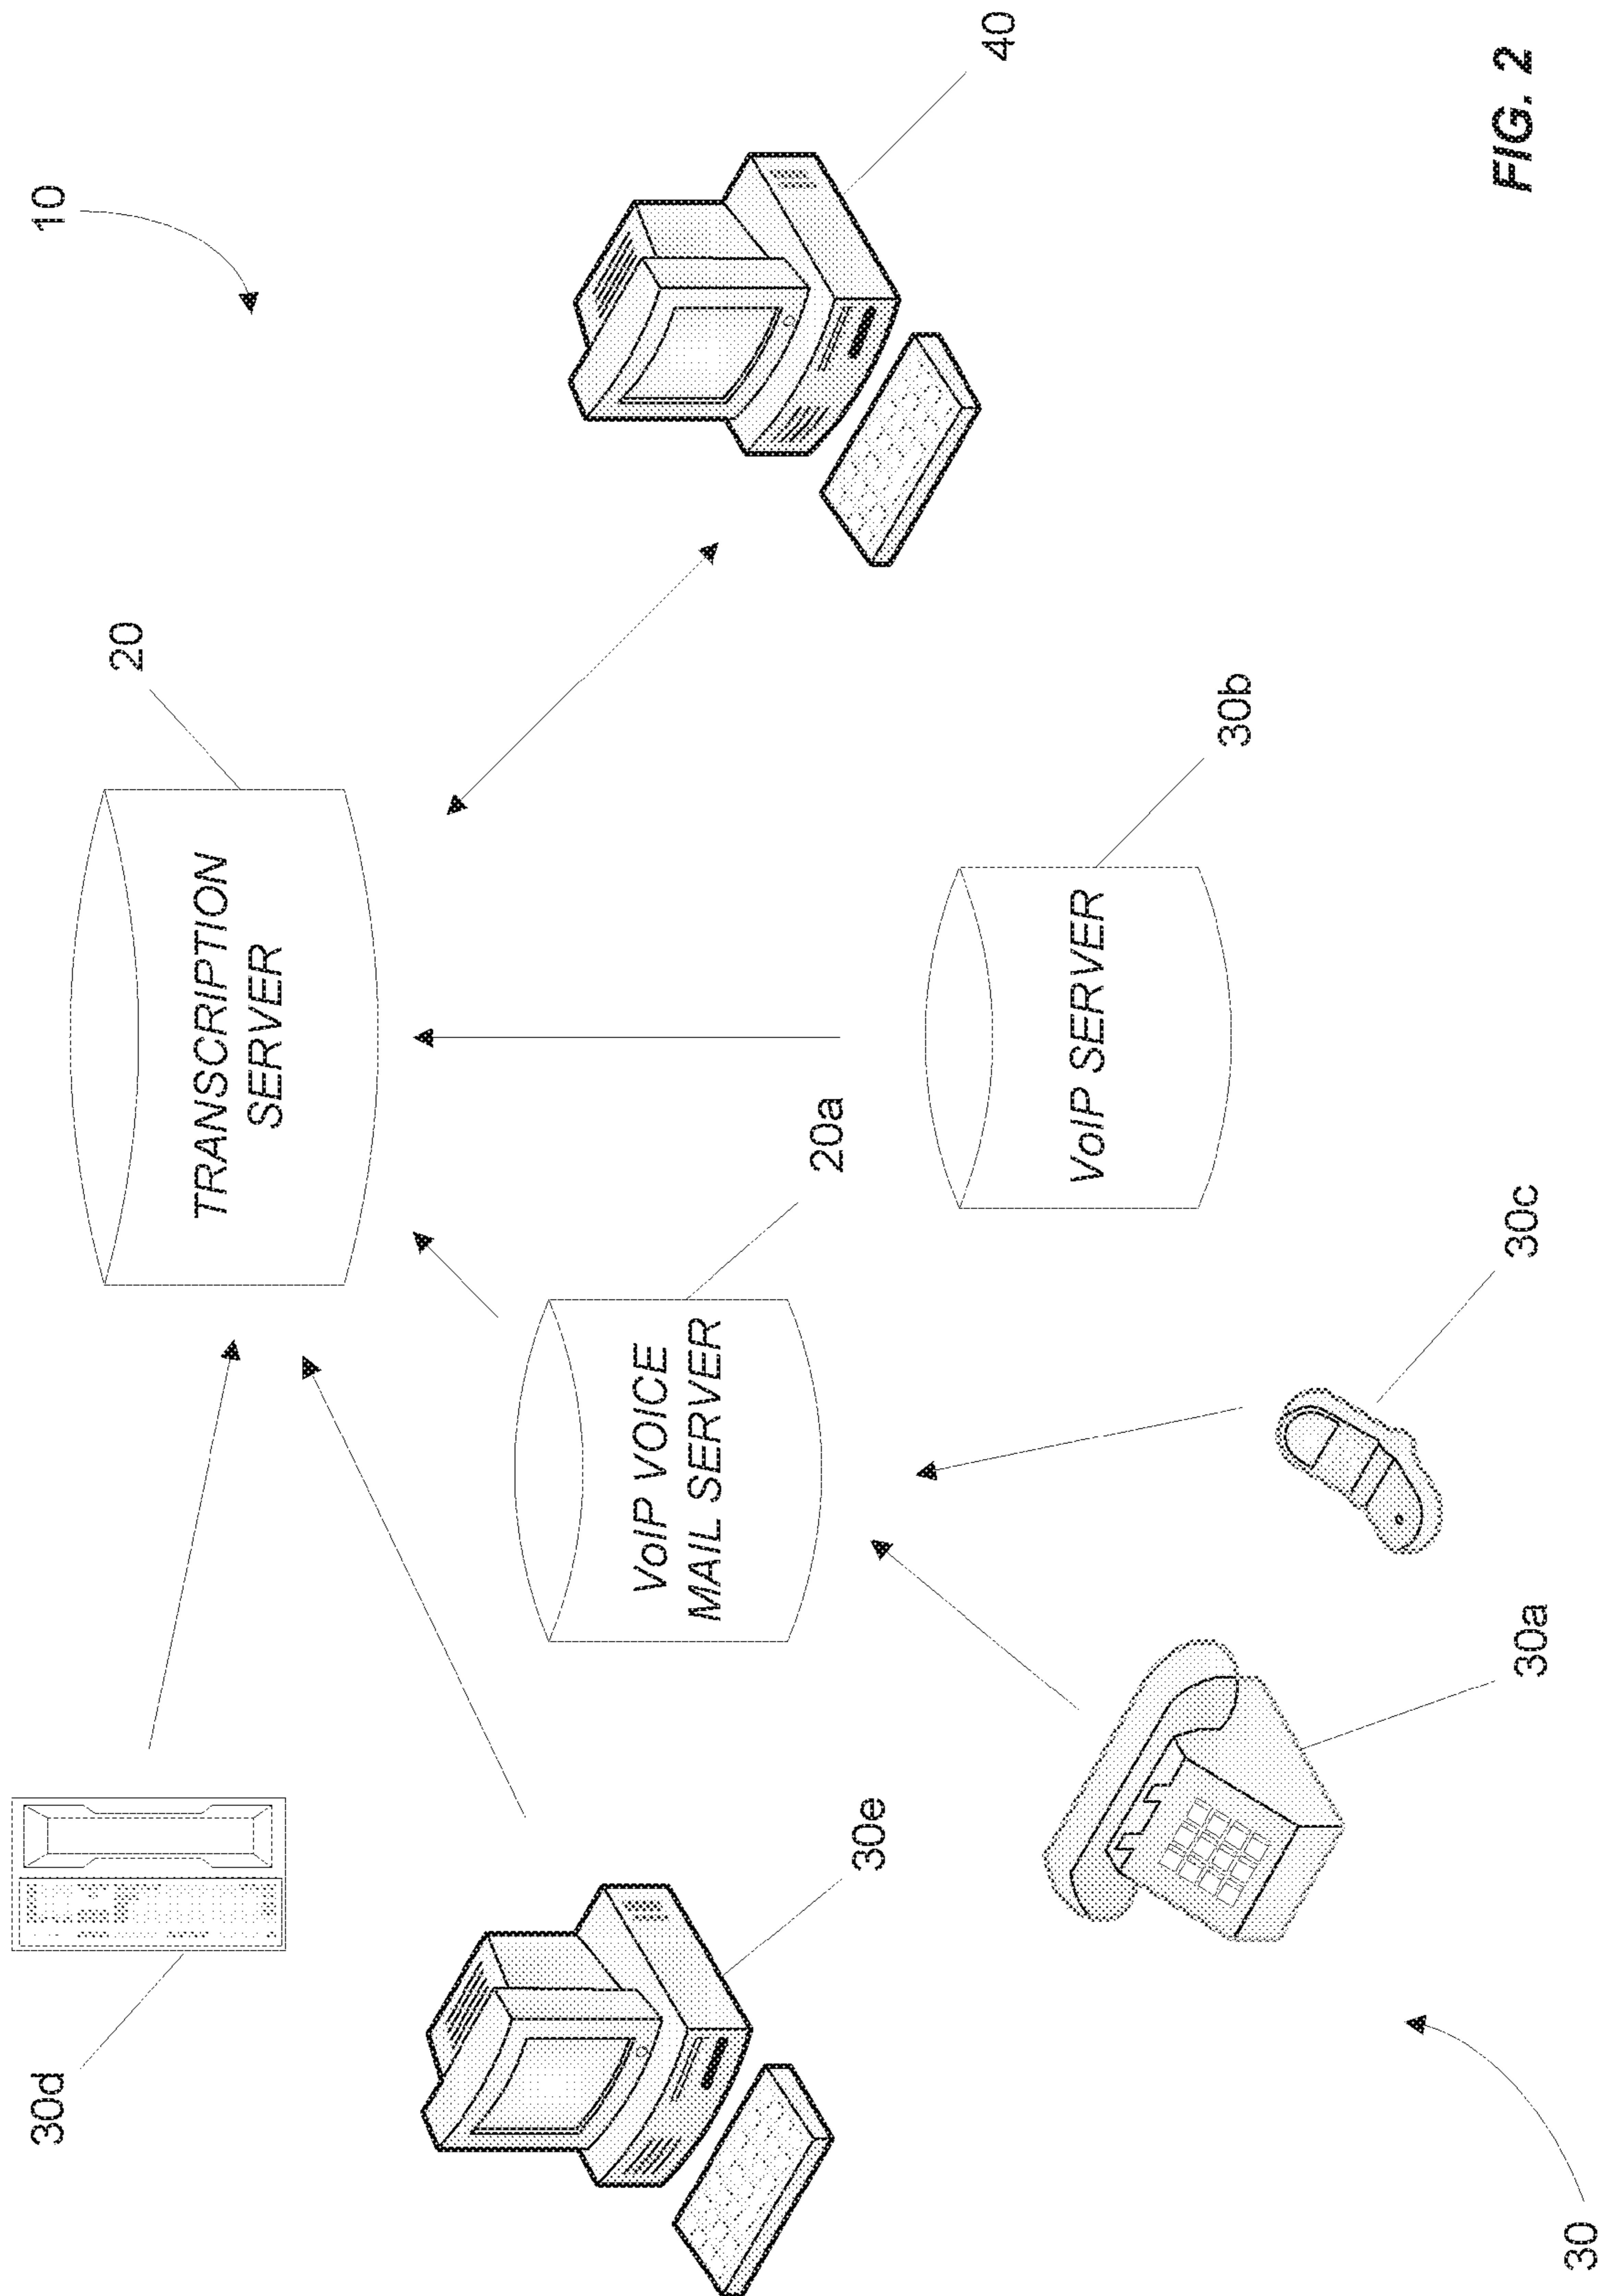 10
20
TRANSCRIPTION
SERVER
30d
40
VoIP VOICE
MAIL SERVER
20a
VoIP SERVER
30b
30e
30c
30a
30
FIG. 2